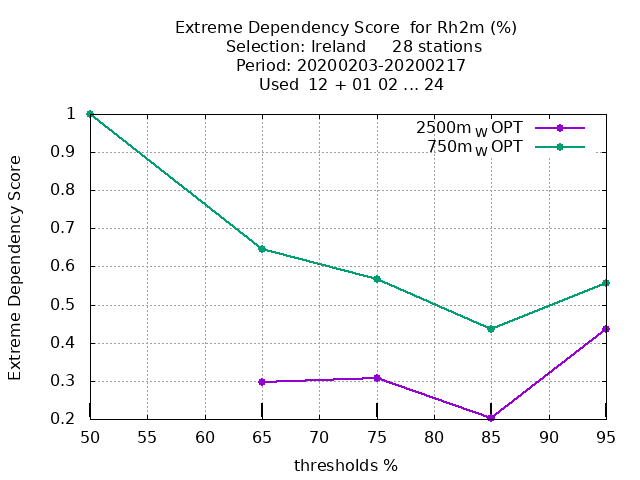 Extreme Dependency Score  for Rh2m (%)
Selection: Ireland     28 stations
Period: 20200203-20200217
Used  12 + 01 02 ... 24
2500m W OPT
750m W OPT
Extreme Dependency Score
1
0.9
0.8
0.7
0.6
0.5
0.4
0.3
0.2
50 55 60 65 70 75 80 85 90 95
thresholds %